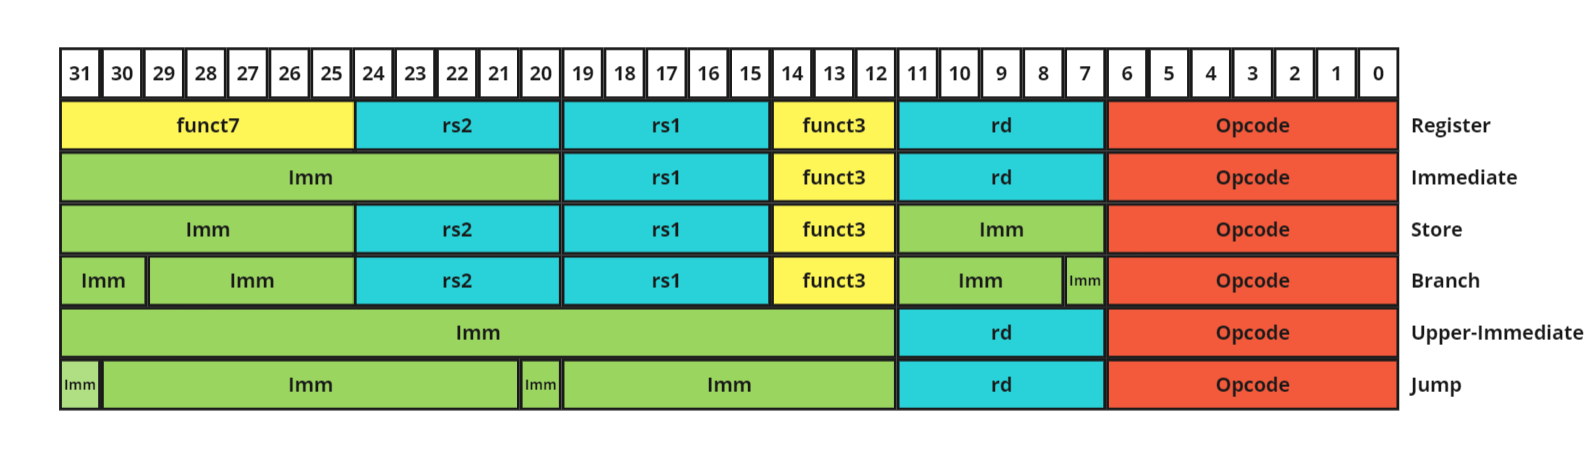 31 30 29 28 27 26 25 24 23 22 21 20 19 18 17 16 15 14 13 12 11 10 9 8 7 6 5 4 3 2 1 0
funct7 rs2 rs1 funct3 rd Opcode Register
Imm rs1 funct3 rd Opcode Immediate
Imm rs2 rs1 funct3 Imm Opcode Store
Imm Imm rs2 rs1 funct3 Imm Imm Opcode Branch
Imm rd Opcode Upper-Immediate
Imm Imm Imm Imm rd Opcode Jump